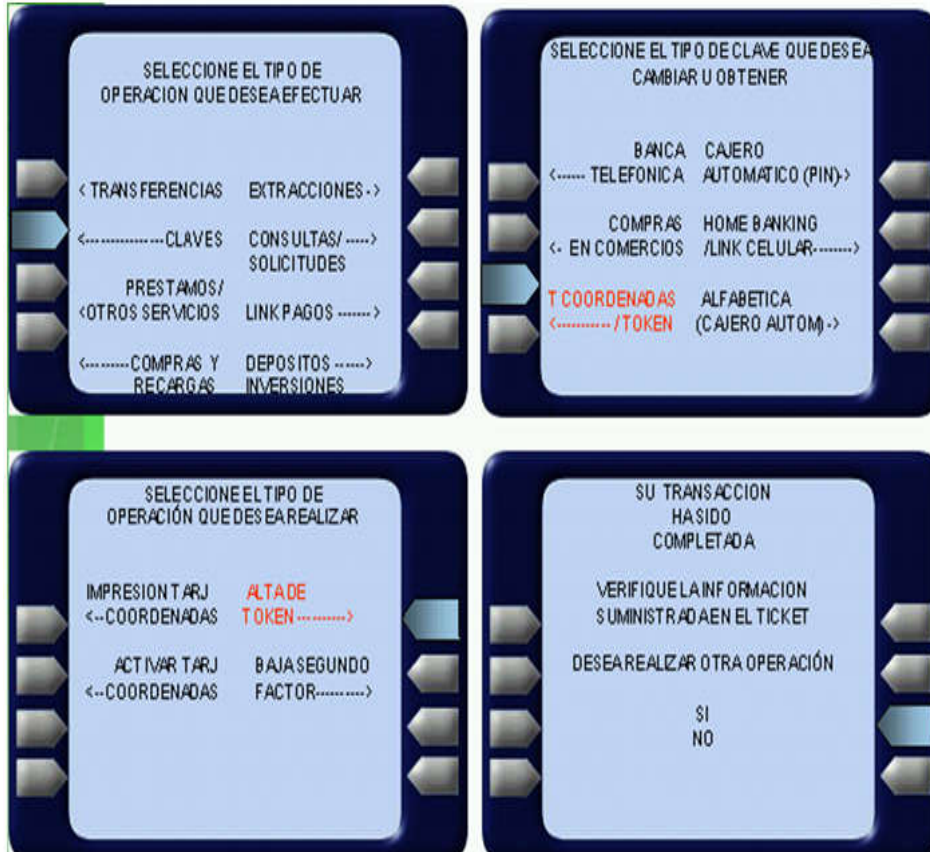 SELECCIONE EL TIPO DE
OPERACION QUE DESEA EFECTUAR
< TRANSFERENCIAS EXTRACCIONES->
<---------------CLAVES CONSULTAS/ ----->
SOLICITUDES
PRESTAMOS/
<OTROS SERVICIOS LINK PAGOS ------->
<---------COMPRAS Y DEPOSITOS ------>
RECARGAS INVERSIONES
SELECCIONE EL TIPO DE CLAVE QUE DESEA
CAMBIAR U OBTENER
BANCA CAJERO
<------ TELEFONICA AUTOMATICO (PIN)->
COMPRAS HOME BANKING
<- EN COMERCIOS /LINK CELULAR-------->
T COORDENADAS ALFABETICA
<----------- / TOKEN (CAJERO AUTOM) ->
SELECCIONE EL TIPO DE
OPERACIÓN QUE DESEA REALIZAR
IMPRESION TARJ ALTA DE
<--COORDENADAS TOKEN ---------->
ACTIVAR TARJ BAJA SEGUNDO
<--COORDENADAS FACTOR---------->
SU TRANSACCION
HA SIDO
COMPLETADA
VERIFIQUE LA INFORMACION
SUMINISTRADA EN EL TICKET
DESEA REALIZAR OTRA OPERACIÓN
SI
NO